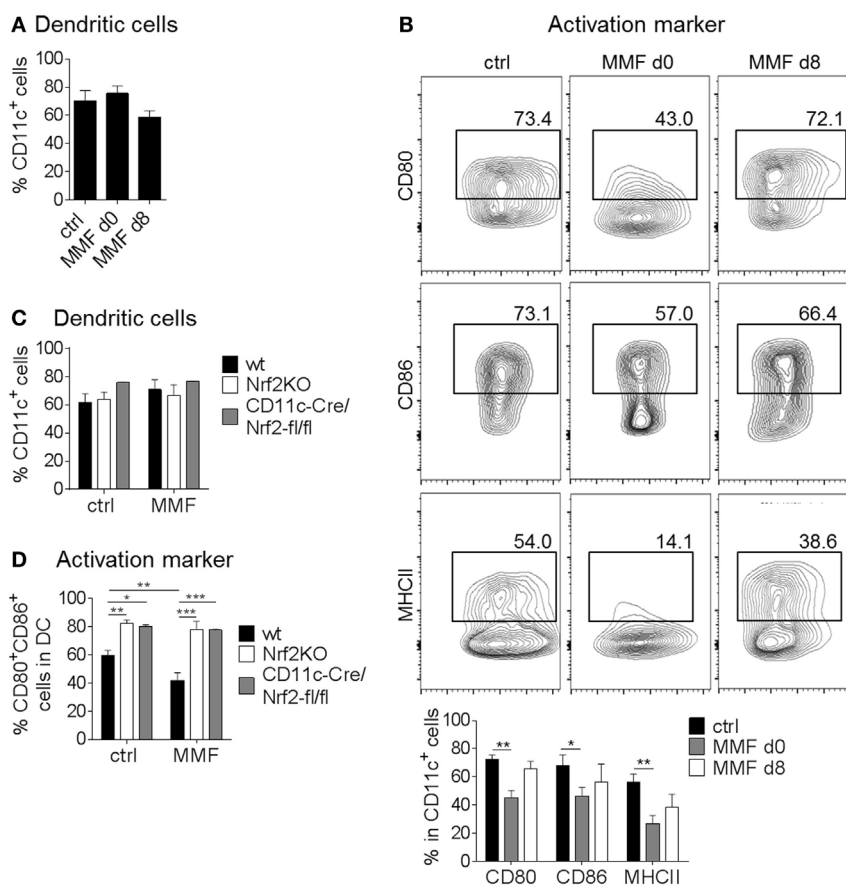 A Dendritic cells
% CD11c+ cells
100
80
60
40
20
0
ctrl
MMF d0
MMF d8
B Activation marker
ctrl
MMF d0
MMF d8
CD80
73.4
43.0
72.1
CD86
73.1
57.0
66.4
MHCII
54.0
14.1
38.6
% in CD11c+ cells
100
80
60
40
20
0
** * **
CD80
CD86
MHCII
ctrl
MMF d0
MMF d8
C Dendritic cells
% CD11c+ cells
100
80
60
40
20
0
ctrl
MMF
wt
Nrf2KO
CD11c-Cre/
Nrf2-fl/fl
D Activation marker
% CD80+CD86+
cells in DC
100
80
60
40
20
0
**
* ***
** ***
ctrl
MMF
wt
Nrf2KO
CD11c-Cre/
Nrf2-fl/fl